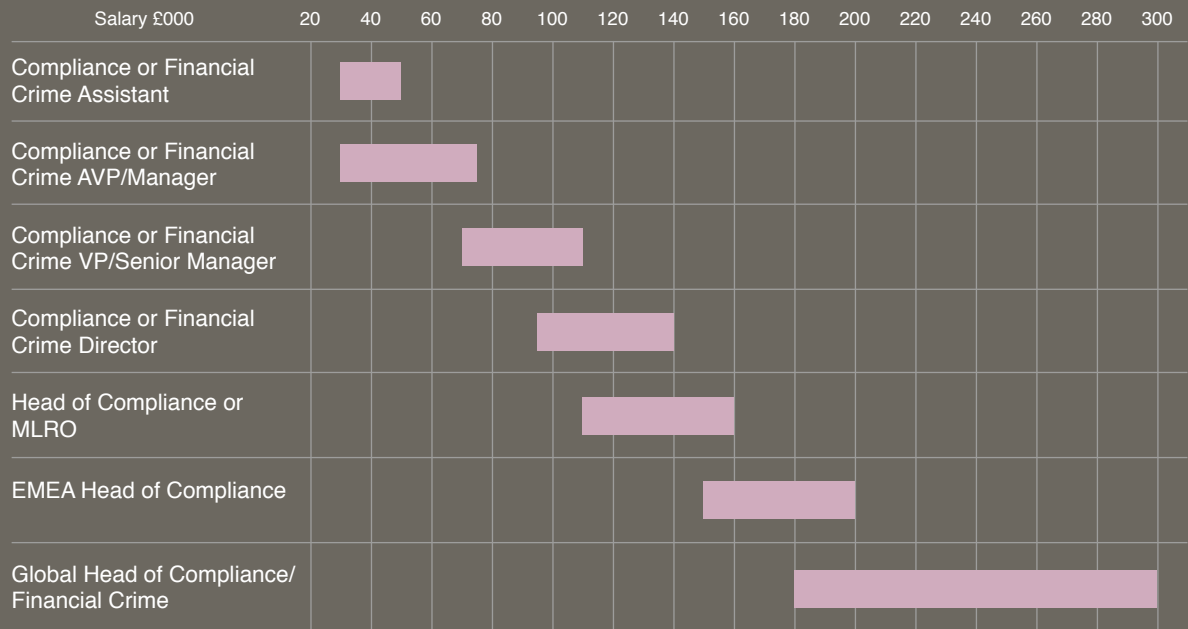 Salary £000 20 40 60 80 100 120 140 160 180 200 220 240 260 280 300
Compliance or Financial
Crime Assistant
Compliance or Financial
Crime AVP/Manager
Compliance or Financial
Crime VP/Senior Manager
Compliance or Financial
Crime Director
Head of Compliance or
MLRO
EMEA Head of Compliance
Global Head of Compliance/
Financial Crime